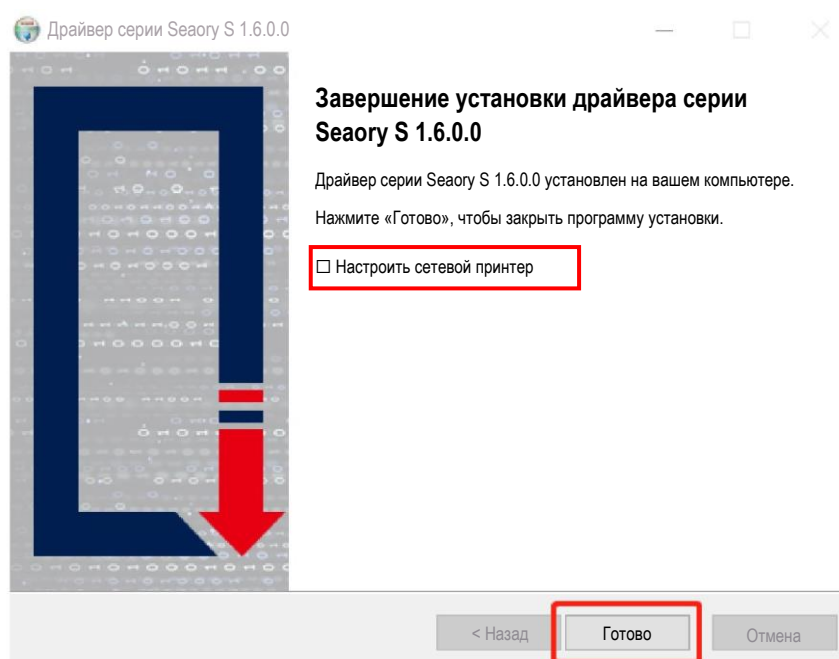 Драйвер серии Seaory S 1.6.0.0
Завершение установки драйвера серии
Seaory S 1.6.0.0
Драйвер серии Seaory S 1.6.0.0 установлен на вашем компьютере.
Нажмите «Готово», чтобы закрыть программу установки.
Настроить сетевой принтер
< Назад
Готово
Отмена